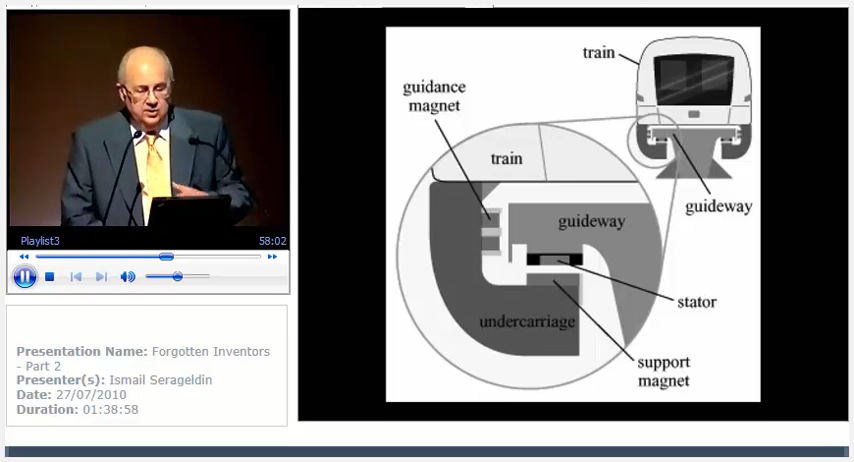 Playlist3 58:02
Presentation Name: Forgotten Inventors
- Part 2
Presenter(s): Ismail Serageldin
Date: 27/07/2010
Duration: 01:38:58
train
guidance
magnet
train
guideway
guideway
stator
undercarriage
support
magnet